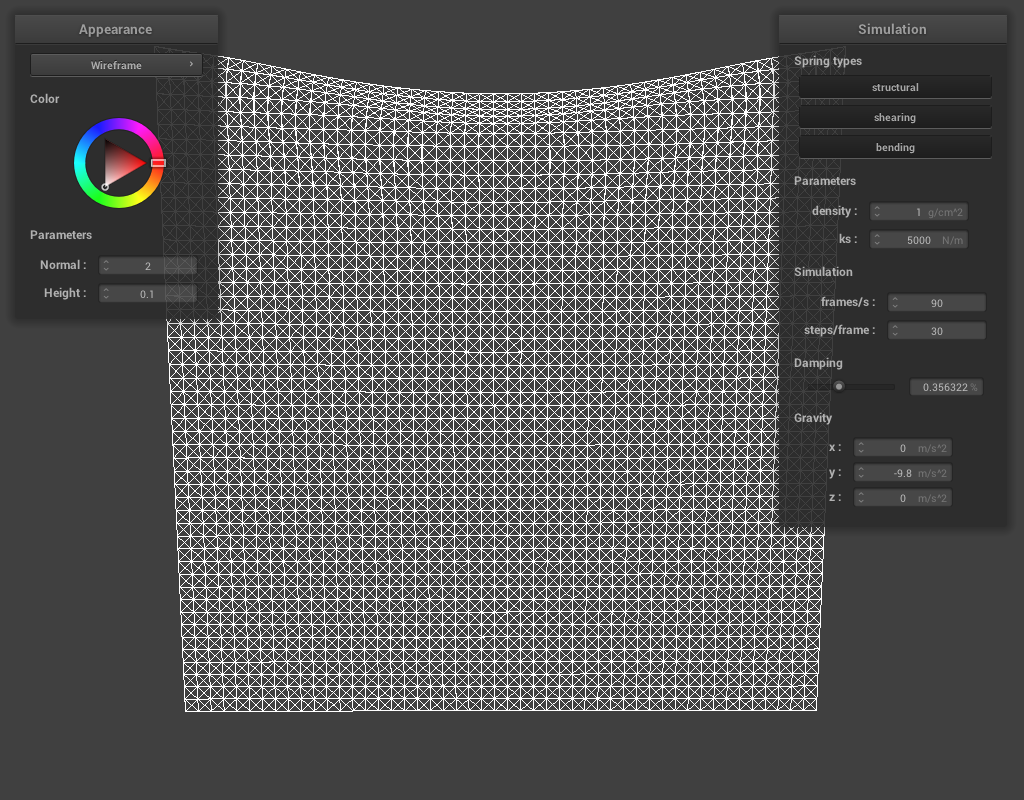 Appearance
Wireframe ›
Color
Parameters
Normal : 2
Height : 0.1
Simulation
Spring types
structural
shearing
bending
Parameters
density : 1 g/cm^2
ks : 5000 N/m
Simulation
frames/s : 90
steps/frame : 30
Damping
0.356322 %
Gravity
x : 0 m/s^2
y : -9.8 m/s^2
z : 0 m/s^2